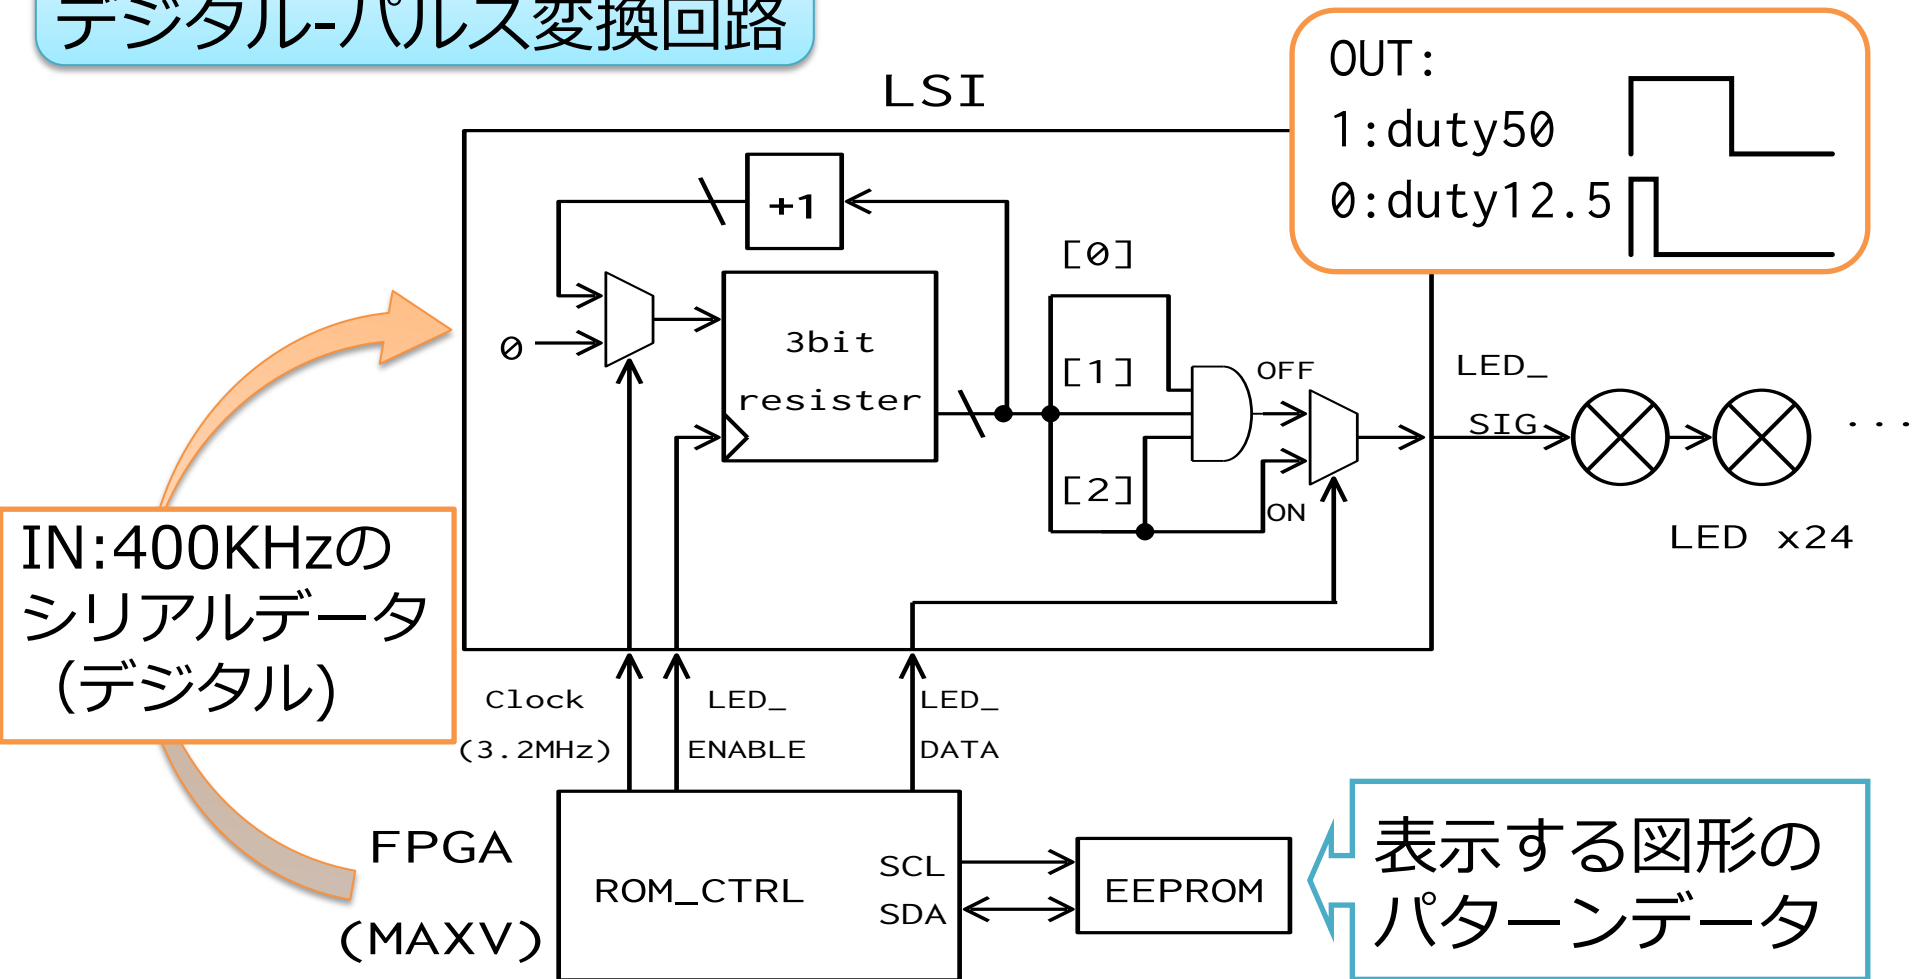 デジタル-パルス変換回路
LSI
OUT:
1:duty50
0:duty12.5
+1
[0]
0
3bit
resister
[1]
OFF
[2]
ON
LED_
SIG
...
LED x24
IN:400KHzの
シリアルデータ
(デジタル)
Clock
(3.2MHz)
LED_
ENABLE
LED_
DATA
FPGA
(MAXV)
ROM_CTRL
SCL
SDA
EEPROM
表示する図形の
パターンデータ